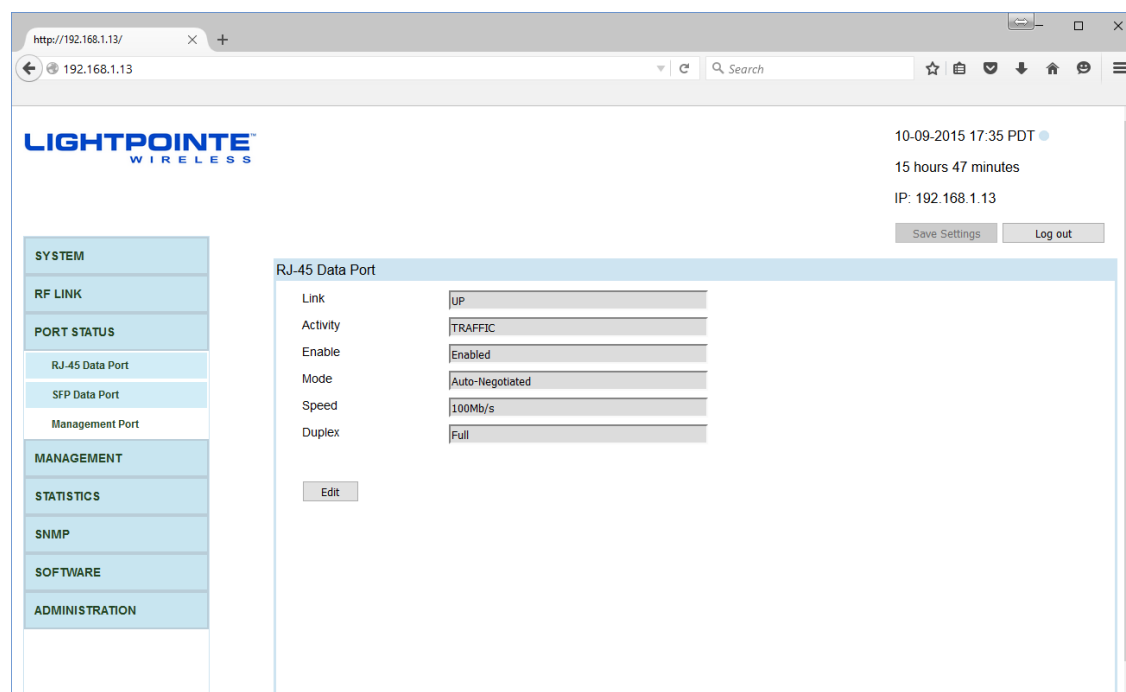 http://192.168.1.13/
192.168.1.13
Search
LIGHTPOINTE™
WIRELESS
10-09-2015 17:35 PDT
15 hours 47 minutes
IP: 192.168.1.13
Save Settings
Log out
SYSTEM
RF LINK
PORT STATUS
RJ-45 Data Port
SFP Data Port
Management Port
MANAGEMENT
STATISTICS
SNMP
SOFTWARE
ADMINISTRATION
RJ-45 Data Port
Link UP
Activity TRAFFIC
Enable Enabled
Mode Auto-Negotiated
Speed 100Mb/s
Duplex Full
Edit